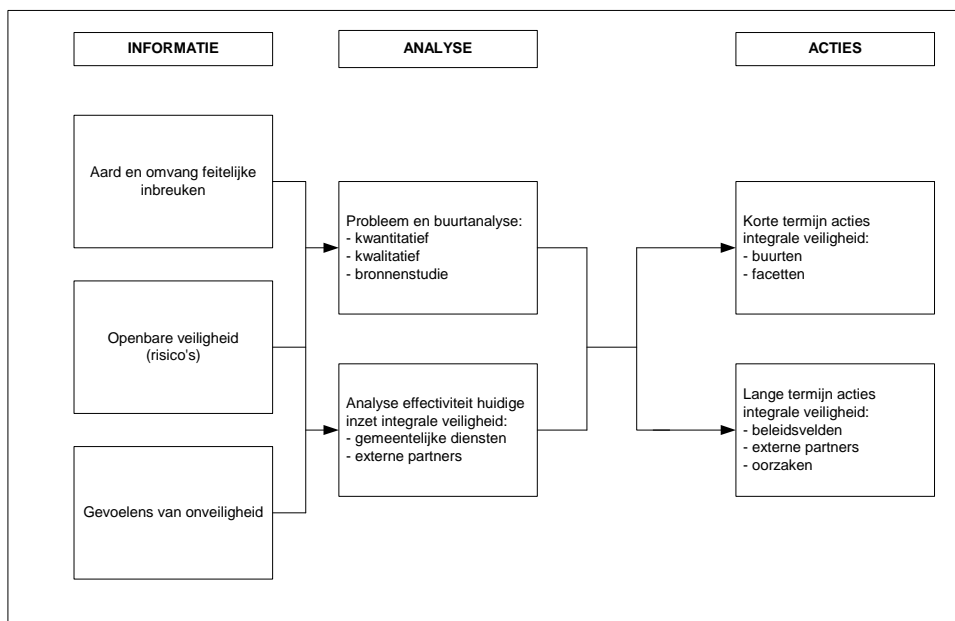 INFORMATIE
ANALYSE
ACTIES
Aard en omvang feitelijke
inbreuken
Openbare veiligheid
(risico's)
Gevoelens van onveiligheid
Probleem en buurtanalyse:
- kwantitatief
- kwalitatief
- bronnenstudie
Analyse effectiviteit huidige
inzet integrale veiligheid:
- gemeentelijke diensten
- externe partners
Korte termijn acties
integrale veiligheid:
- buurten
- facetten
Lange termijn acties
integrale veiligheid:
- beleidsvelden
- externe partners
- oorzaken